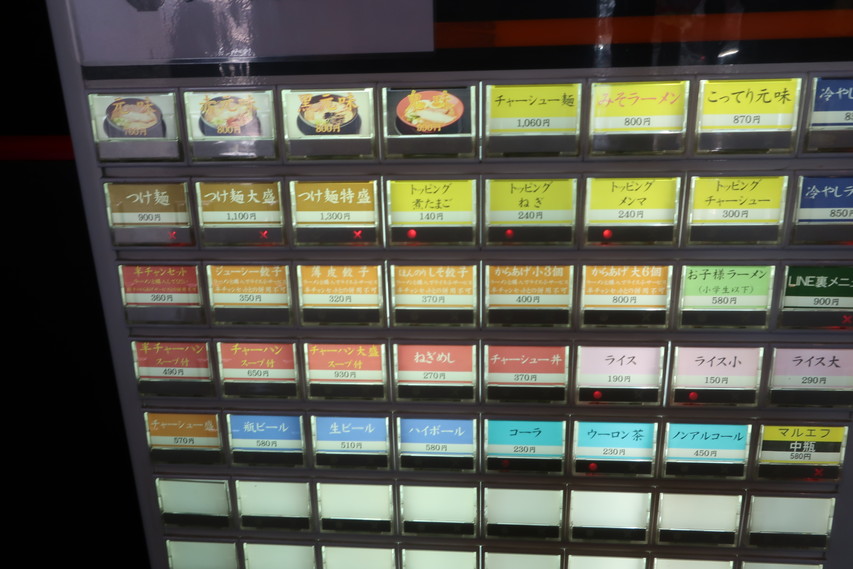 760円
800円
800円
チャーシュー麺
1,060円
みそラーメン
800円
こってり元味
870円
冷やし
つけ麺
900円
つけ麺大盛
1,100円
つけ麺特盛
1,300円
トッピング
煮たまご
140円
トッピング
ねぎ
240円
トッピング
メンマ
240円
トッピング
チャーシュー
300円
冷やしラ
850円
半チャンセット
360円
ジューシー餃子
350円
薄皮餃子
320円
ほんのりしそ餃子
370円
からあげ小3個
400円
からあげ大6個
800円
お子様ラーメン
(小学生以下)
580円
LINE裏メニ
900円
半チャーハン
スープ付
490円
チャーハン
スープ付
650円
チャーハン大盛
スープ付
930円
ねぎめし
270円
チャーシュー丼
370円
ライス
190円
ライス小
150円
ライス大
290円
チャーシュー盛
570円
瓶ビール
580円
生ビール
510円
ハイボール
580円
コーラ
230円
ウーロン茶
230円
ノンアルコール
450円
マルエフ
中瓶
580円